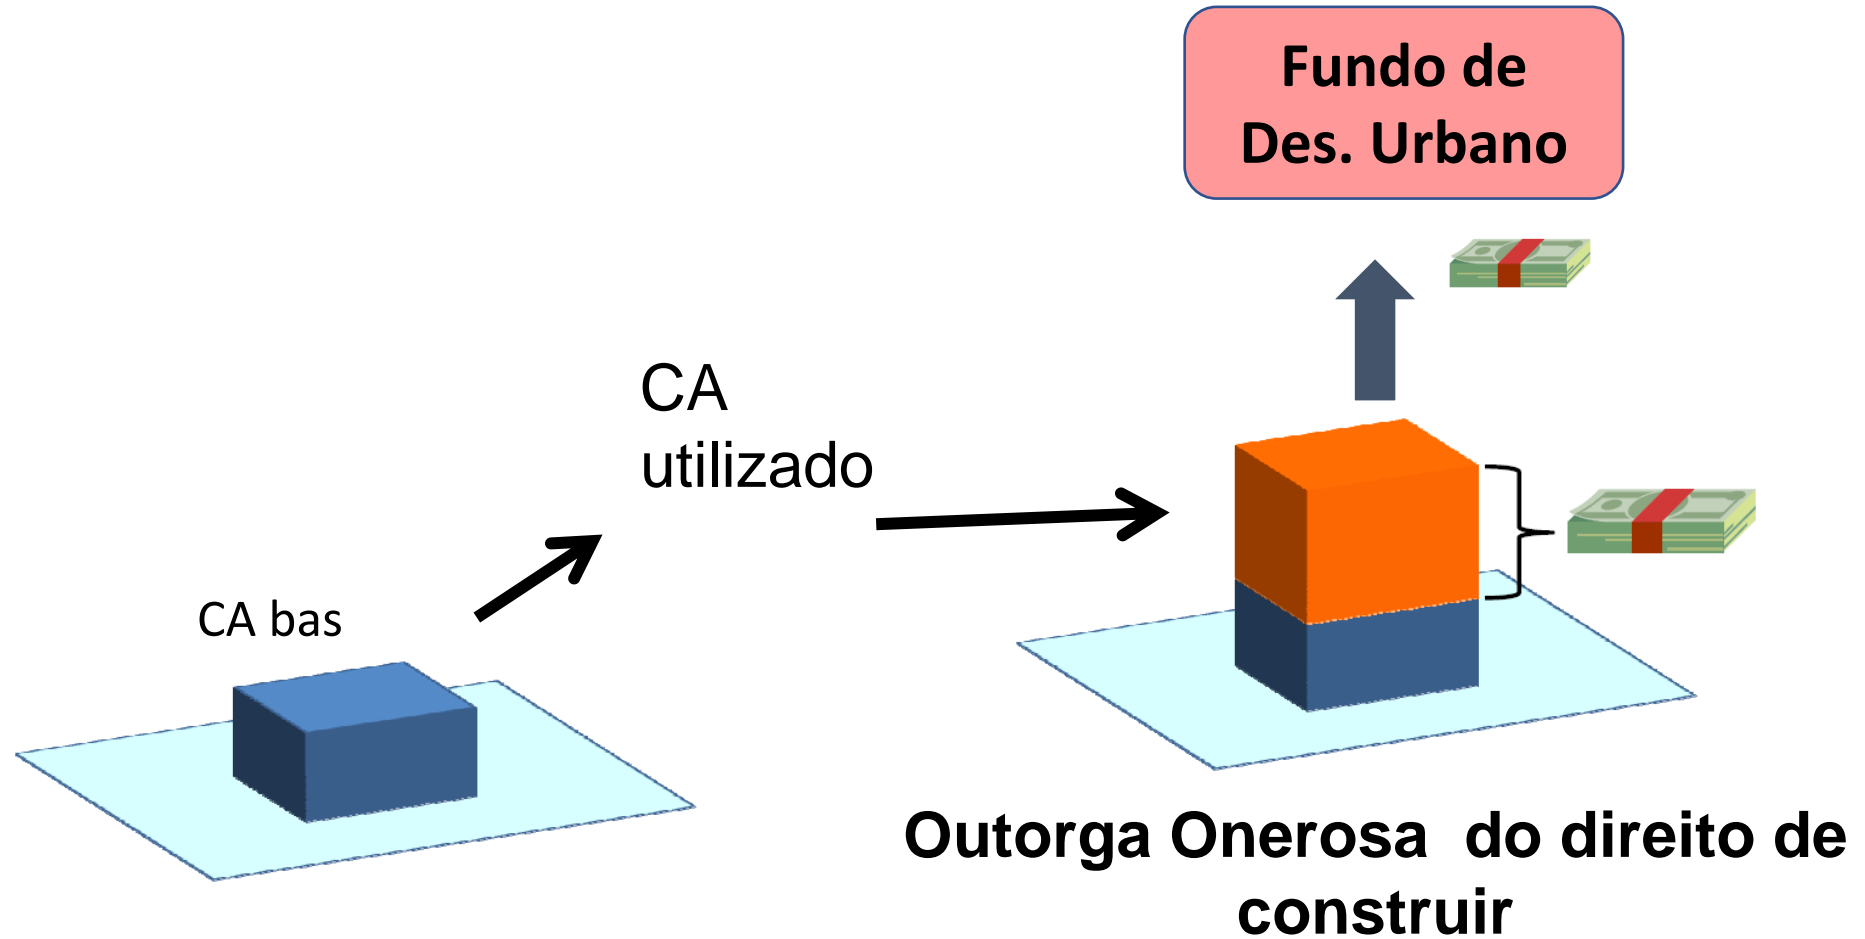 Fundo de
Des. Urbano
CA
utilizado
CA bas
Outorga Onerosa do direito de
construir